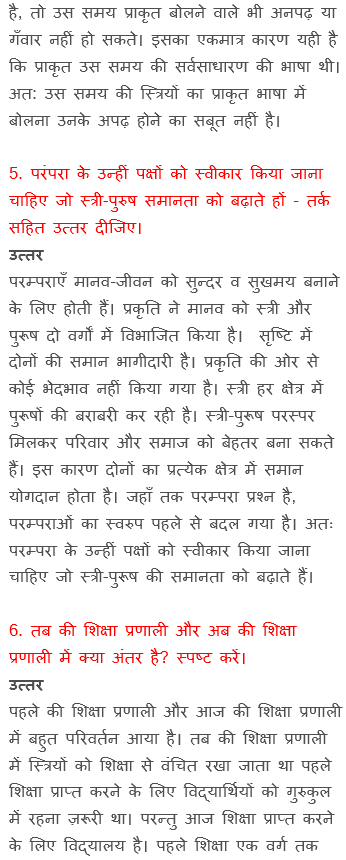 है, तो उस समय प्राकृत बोलने वाले भी अनपढ़ या
गँवार नहीं हो सकते। इसका एकमात्र कारण यही है
कि प्राकृत उस समय की सर्वसाधारण की भाषा थी।
अत: उस समय की स्त्रियों का प्राकृत भाषा में
बोलना उनके अपढ़ होने का सबूत नहीं है।
5. परंपरा के उन्हीं पक्षों को स्वीकार किया जाना
चाहिए जो स्त्री-पुरुष समानता को बढ़ाते हों - तर्क
सहित उत्तर दीजिए।
उत्तर
परम्पराएँ मानव-जीवन को सुन्दर व सुखमय बनाने
के लिए होती हैं। प्रकृति ने मानव को स्त्री और
पुरूष दो वर्गों में विभाजित किया है। सृष्टि में
दोनों की समान भागीदारी है। प्रकृति की ओर से
कोई भेदभाव नहीं किया गया है। स्त्री हर क्षेत्र में
पुरूषों की बराबरी कर रही है। स्त्री-पुरूष परस्पर
मिलकर परिवार और समाज को बेहतर बना सकते
हैं। इस कारण दोनों का प्रत्येक क्षेत्र में समान
योगदान होता है। जहाँ तक परम्परा प्रश्न है,
परम्पराओं का स्वरुप पहले से बदल गया है। अतः
परम्परा के उन्हीं पक्षों को स्वीकार किया जाना
चाहिए जो स्त्री-पुरूष की समानता को बढ़ाते हैं।
6. तब की शिक्षा प्रणाली और अब की शिक्षा
प्रणाली में क्या अंतर है? स्पष्ट करें।
उत्तर
पहले की शिक्षा प्रणाली और आज की शिक्षा प्रणाली
में बहुत परिवर्तन आया है। तब की शिक्षा प्रणाली
में स्त्रियों को शिक्षा से वंचित रखा जाता था पहले
शिक्षा प्राप्त करने के लिए विद्यार्थियों को गुरुकुल
में रहना ज़रूरी था। परन्तु आज शिक्षा प्राप्त करने
के लिए विद्यालय है। पहले शिक्षा एक वर्ग तक